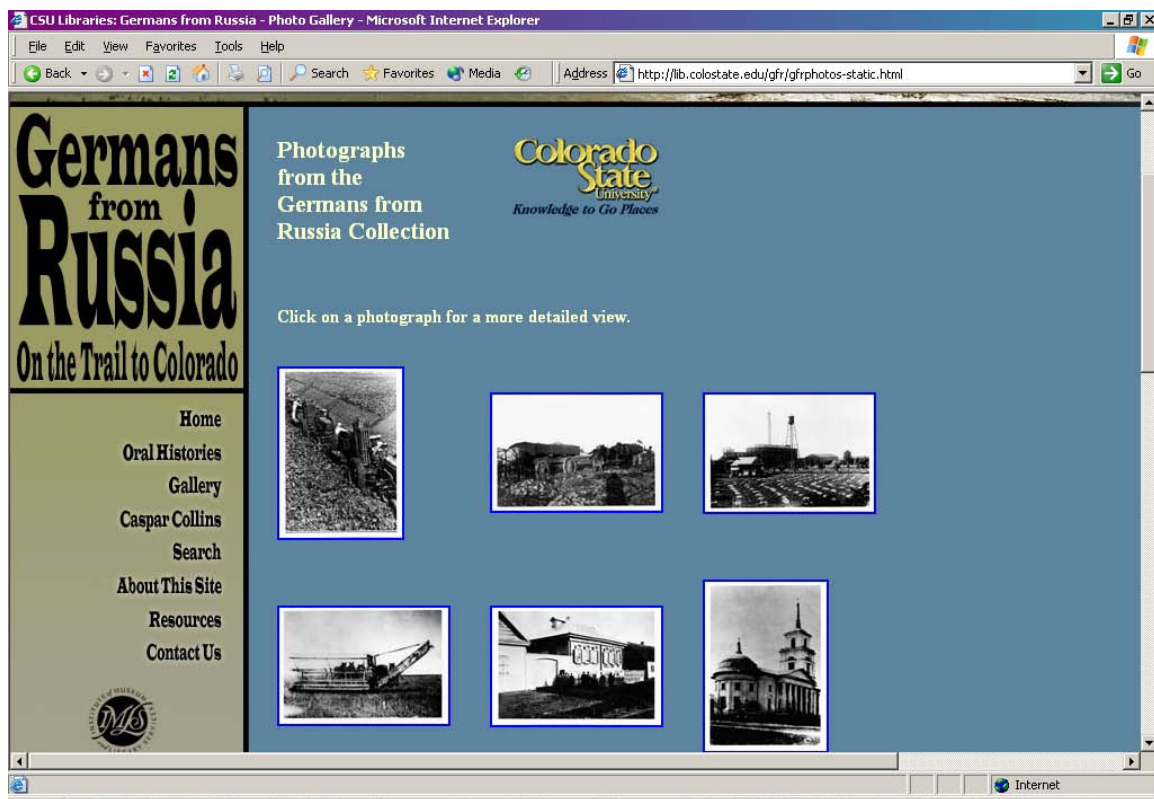 CSU Libraries: Germans from Russia - Photo Gallery - Microsoft Internet Explorer
File Edit View Favorites Tools Help
Back Search Favorites Media Address http://lib.colostate.edu/gfr/gfrphotos-static.html Go
Germans
from
Russia
On the Trail to Colorado
Home
Oral Histories
Gallery
Caspar Collins
Search
About This Site
Resources
Contact Us
IMLS
Photographs
from the
Germans from
Russia Collection
Colorado
State
University
Knowledge to Go Places
Click on a photograph for a more detailed view.
Internet